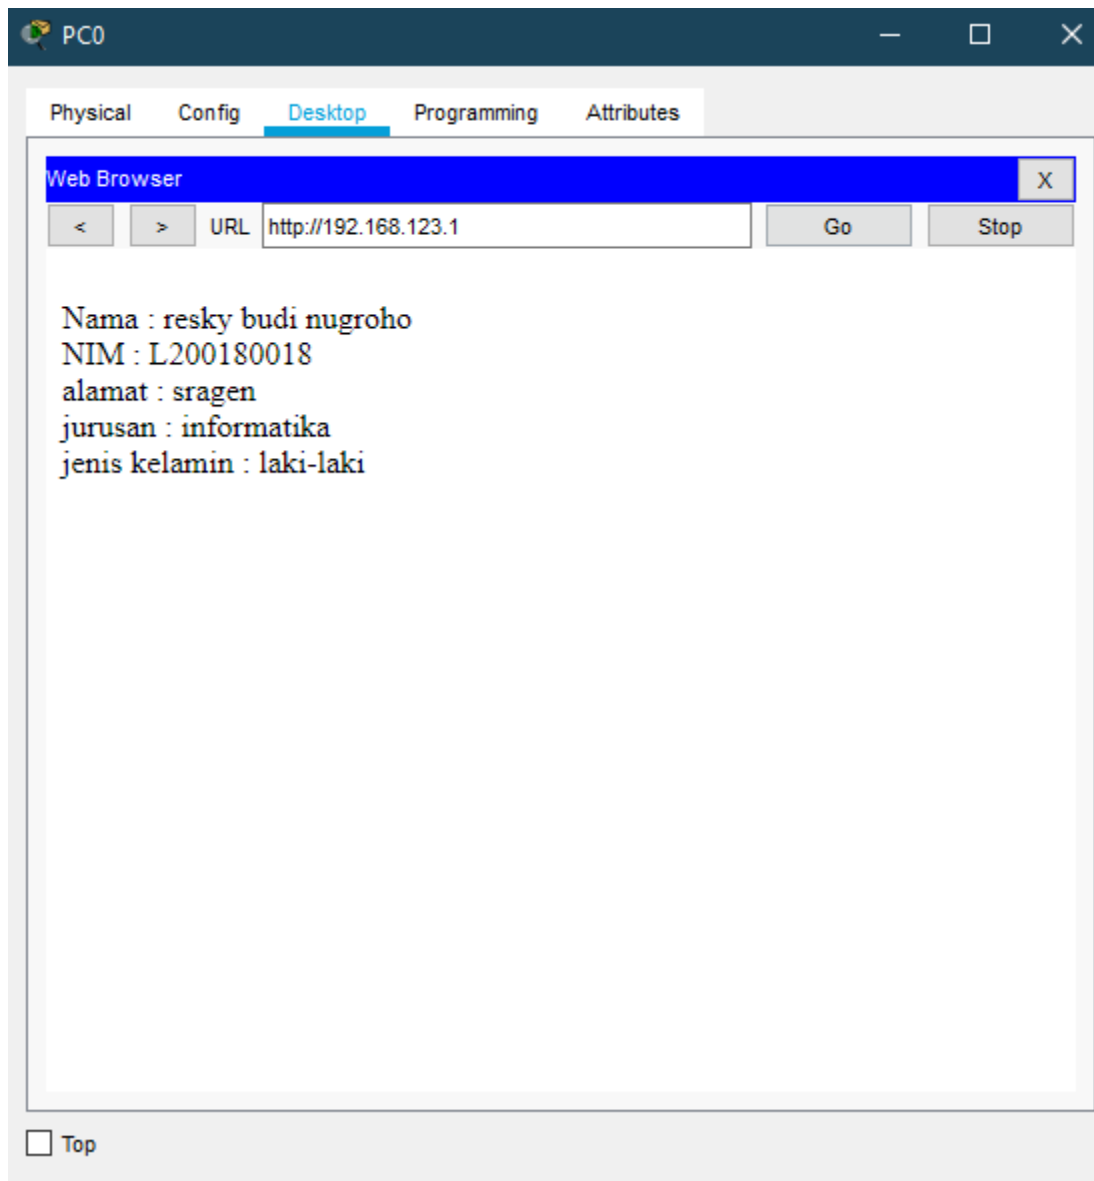 PC0
Physical Config Desktop Programming Attributes
Web Browser X
< > URL http://192.168.123.1 Go Stop
Nama : resky budi nugroho
NIM : L200180018
alamat : sragen
jurusan : informatika
jenis kelamin : laki-laki
Top